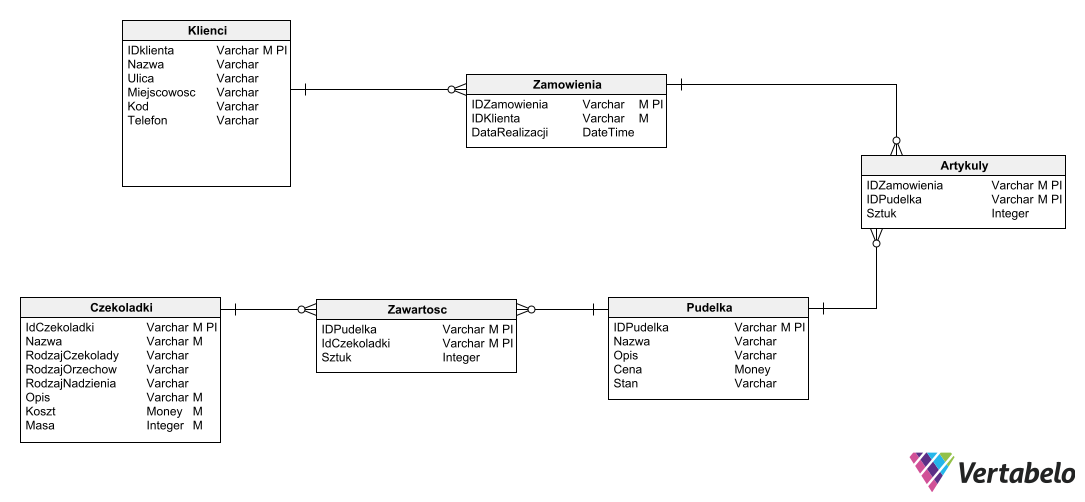 Klienci
IDklienta Varchar M PI
Nazwa Varchar
Ulica Varchar
Miejscowosc Varchar
Kod Varchar
Telefon Varchar
Zamowienia
IDZamowienia Varchar M PI
IDKlienta Varchar M
DataRealizacji DateTime
Artykuly
IDZamowienia Varchar M PI
IDPudelka Varchar M PI
Sztuk Integer
Czekoladki
IdCzekoladki Varchar M PI
Nazwa Varchar M
RodzajCzekolady Varchar
RodzajOrzechow Varchar
RodzajNadzienia Varchar
Opis Varchar M
Koszt Money M
Masa Integer M
Zawartosc
IDPudelka Varchar M PI
IdCzekoladki Varchar M PI
Sztuk Integer
Pudelka
IDPudelka Varchar M PI
Nazwa Varchar
Opis Varchar
Cena Money
Stan Varchar
Vertabelo